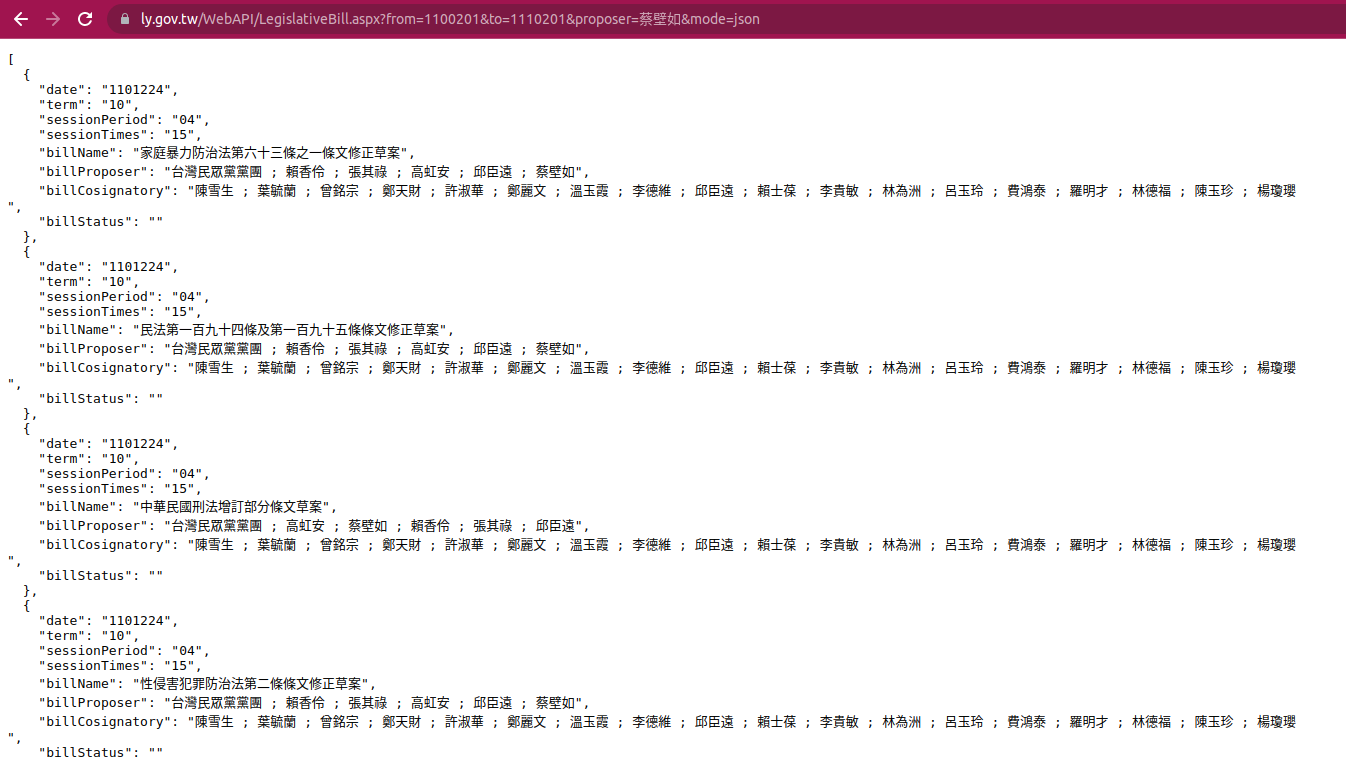 ly.gov.tw/WebAPI/LegislativeBill.aspx?from=1100201&to=1110201&proposer=蔡壁如&mode=json
[
  {
    "date": "1101224",
    "term": "10",
    "sessionPeriod": "04",
    "sessionTimes": "15",
    "billName": "家庭暴力防治法第六十三條之一條文修正草案",
    "billProposer": "台灣民眾黨黨團 ; 賴香伶 ; 張其祿 ; 高虹安 ; 邱臣遠 ; 蔡壁如",
    "billCosignatory": "陳雪生 ; 葉毓蘭 ; 曾銘宗 ; 鄭天財 ; 許淑華 ; 鄭麗文 ; 溫玉霞 ; 李德維 ; 邱臣遠 ; 賴士葆 ; 李貴敏 ; 林為洲 ; 呂玉玲 ; 費鴻泰 ; 羅明才 ; 林德福 ; 陳玉珍 ; 楊瓊瓔
",
    "billStatus": ""
  },
  {
    "date": "1101224",
    "term": "10",
    "sessionPeriod": "04",
    "sessionTimes": "15",
    "billName": "民法第一百九十四條及第一百九十五條條文修正草案",
    "billProposer": "台灣民眾黨黨團 ; 賴香伶 ; 張其祿 ; 高虹安 ; 邱臣遠 ; 蔡壁如",
    "billCosignatory": "陳雪生 ; 葉毓蘭 ; 曾銘宗 ; 鄭天財 ; 許淑華 ; 鄭麗文 ; 溫玉霞 ; 李德維 ; 邱臣遠 ; 賴士葆 ; 李貴敏 ; 林為洲 ; 呂玉玲 ; 費鴻泰 ; 羅明才 ; 林德福 ; 陳玉珍 ; 楊瓊瓔
",
    "billStatus": ""
  },
  {
    "date": "1101224",
    "term": "10",
    "sessionPeriod": "04",
    "sessionTimes": "15",
    "billName": "中華民國刑法增訂部分條文草案",
    "billProposer": "台灣民眾黨黨團 ; 高虹安 ; 蔡壁如 ; 賴香伶 ; 張其祿 ; 邱臣遠",
    "billCosignatory": "陳雪生 ; 葉毓蘭 ; 曾銘宗 ; 鄭天財 ; 許淑華 ; 鄭麗文 ; 溫玉霞 ; 李德維 ; 邱臣遠 ; 賴士葆 ; 李貴敏 ; 林為洲 ; 呂玉玲 ; 費鴻泰 ; 羅明才 ; 林德福 ; 陳玉珍 ; 楊瓊瓔
",
    "billStatus": ""
  },
  {
    "date": "1101224",
    "term": "10",
    "sessionPeriod": "04",
    "sessionTimes": "15",
    "billName": "性侵害犯罪防治法第二條條文修正草案",
    "billProposer": "台灣民眾黨黨團 ; 賴香伶 ; 張其祿 ; 高虹安 ; 邱臣遠 ; 蔡壁如",
    "billCosignatory": "陳雪生 ; 葉毓蘭 ; 曾銘宗 ; 鄭天財 ; 許淑華 ; 鄭麗文 ; 溫玉霞 ; 李德維 ; 邱臣遠 ; 賴士葆 ; 李貴敏 ; 林為洲 ; 呂玉玲 ; 費鴻泰 ; 羅明才 ; 林德福 ; 陳玉珍 ; 楊瓊瓔
",
    "billStatus": ""